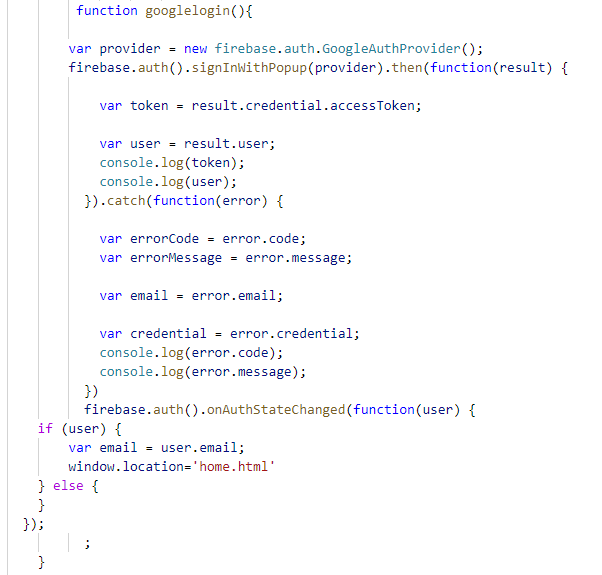 function googlelogin(){
var provider = new firebase.auth.GoogleAuthProvider();
firebase.auth().signInWithPopup(provider).then(function(result) {
var token = result.credential.accessToken;
var user = result.user;
console.log(token);
console.log(user);
}).catch(function(error) {
var errorCode = error.code;
var errorMessage = error.message;
var email = error.email;
var credential = error.credential;
console.log(error.code);
console.log(error.message);
})
firebase.auth().onAuthStateChanged(function(user) {
if (user) {
var email = user.email;
window.location='home.html'
} else {
}
});
;
}